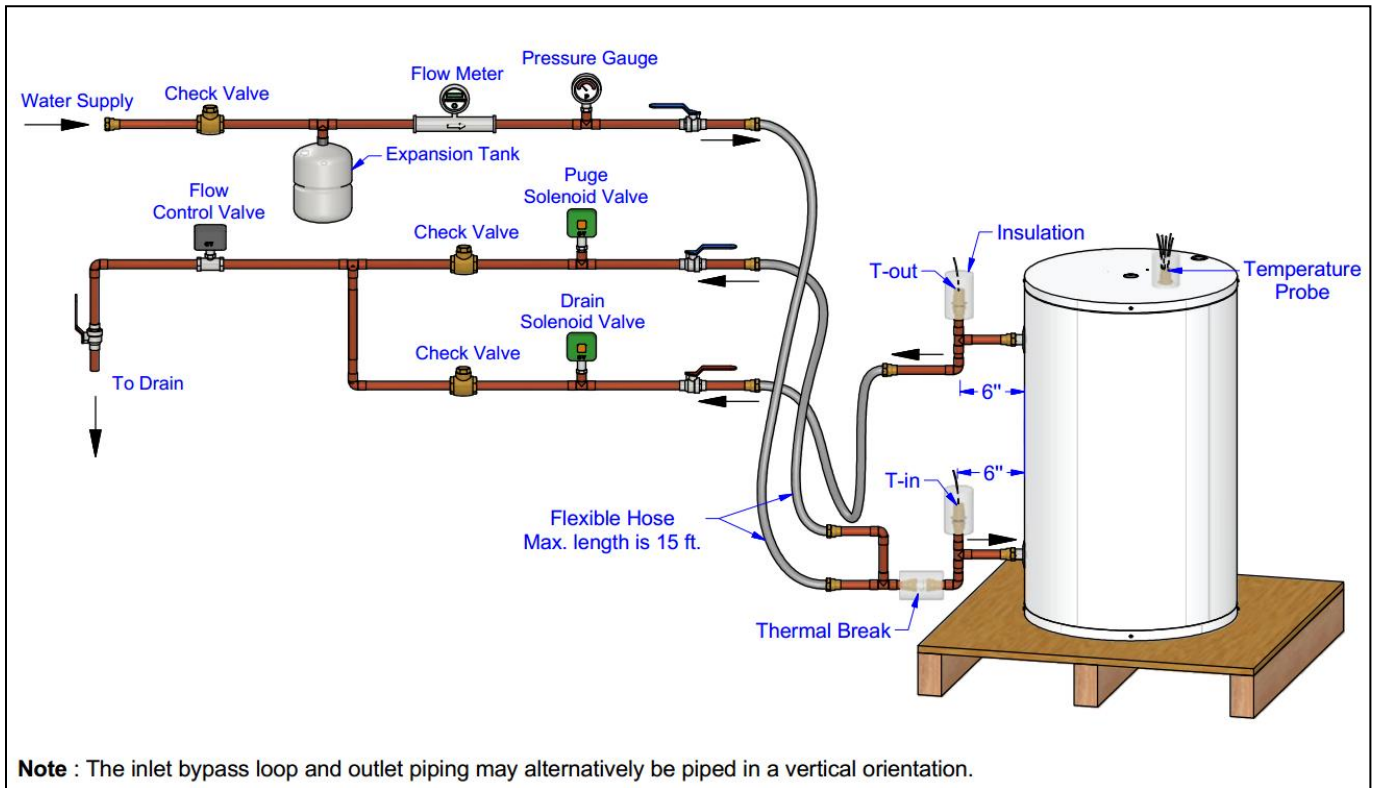 Water Supply
Check Valve
Flow Meter
Pressure Gauge
Expansion Tank
Flow
Control Valve
Check Valve
Puge
Solenoid Valve
Drain
Solenoid Valve
Check Valve
To Drain
Insulation
T-out
Temperature
Probe
6"
6"
T-in
Flexible Hose
Max. length is 15 ft.
Thermal Break
Note : The inlet bypass loop and outlet piping may alternatively be piped in a vertical orientation.